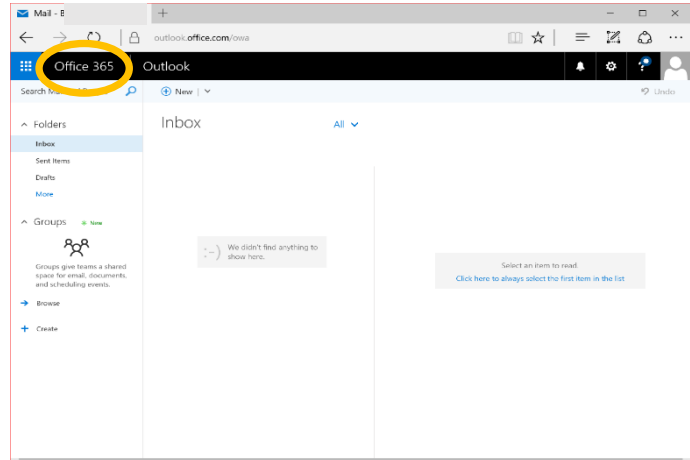 Mail -
outlook.office.com/owa
Office 365
Outlook
Search
New
Undo
Folders
Inbox
Sent Items
Drafts
More
Groups
New
Groups give teams a shared
space for email, documents,
and scheduling events.
Browse
Create
Inbox
All
:-)
We didn't find anything to
show here.
Select an item to read.
Click here to always select the first item in the list